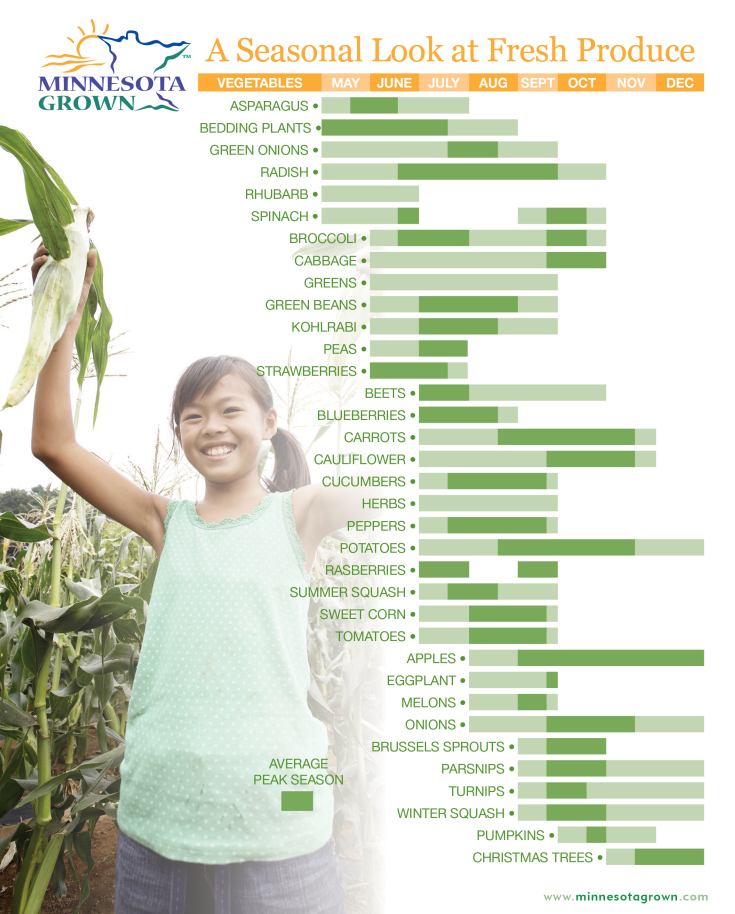 A Seasonal Look at Fresh Produce
MINNESOTA
GROWN
™
VEGETABLES MAY JUNE JULY AUG SEPT OCT NOV DEC
ASPARAGUS •
BEDDING PLANTS •
GREEN ONIONS •
RADISH •
RHUBARB •
SPINACH •
BROCCOLI •
CABBAGE •
GREENS •
GREEN BEANS •
KOHLRABI •
PEAS •
STRAWBERRIES •
BEETS •
BLUEBERRIES •
CARROTS •
CAULIFLOWER •
CUCUMBERS •
HERBS •
PEPPERS •
POTATOES •
RASBERRIES •
SUMMER SQUASH •
SWEET CORN •
TOMATOES •
APPLES •
EGGPLANT •
MELONS •
ONIONS •
BRUSSELS SPROUTS •
PARSNIPS •
TURNIPS •
WINTER SQUASH •
PUMPKINS •
CHRISTMAS TREES •
AVERAGE
PEAK SEASON
www.minnesotagrown.com